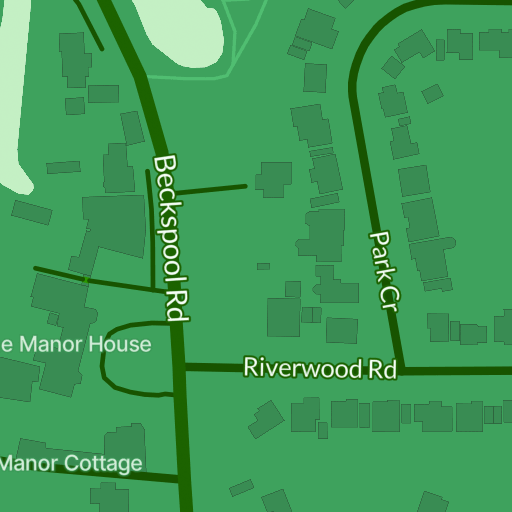 Beckspool Rd
Park Cr
e Manor House
Riverwood Rd
Manor Cottage